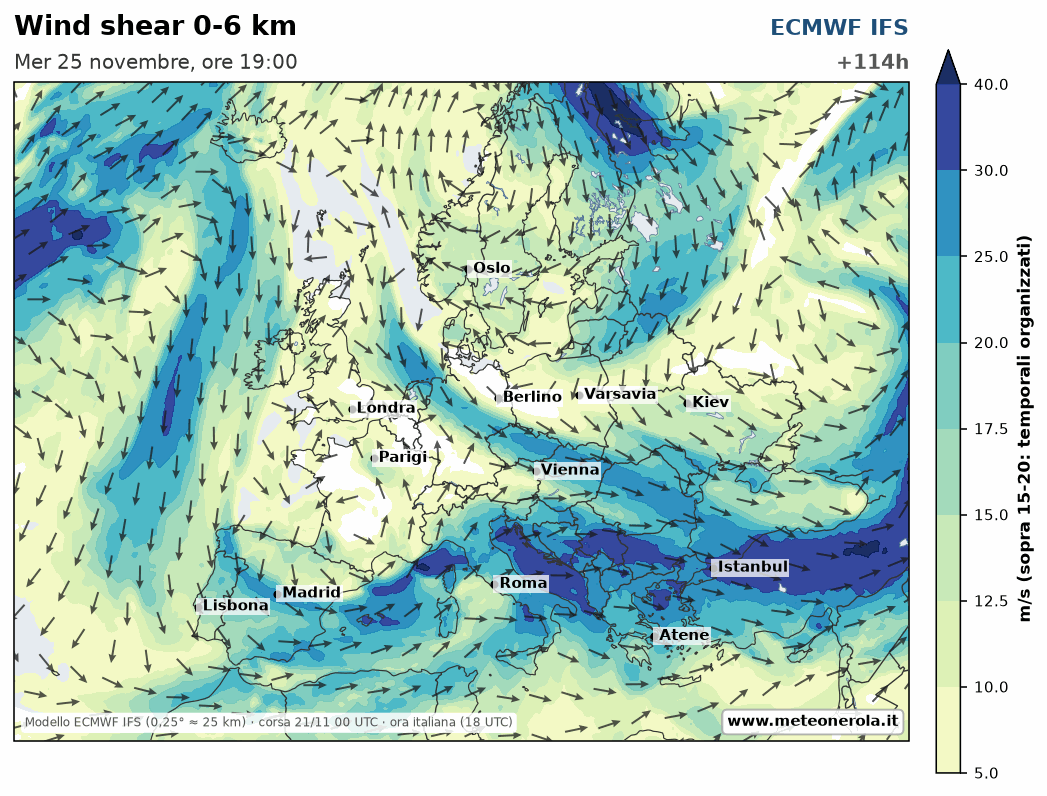 Wind shear 0-6 km
ECMWF IFS
Mer 25 novembre, ore 19:00
+114h
40.0
30.0
25.0
20.0
17.5
15.0
12.5
10.0
5.0
m/s (sopra 15-20: temporali organizzati)
Oslo
Berlino
Varsavia
Kiev
Londra
Parigi
Vienna
Istanbul
Roma
Madrid
Lisbona
Atene
Modello ECMWF IFS (0,25° ≈ 25 km) · corsa 21/11 00 UTC · ora italiana (18 UTC)
www.meteonerola.it